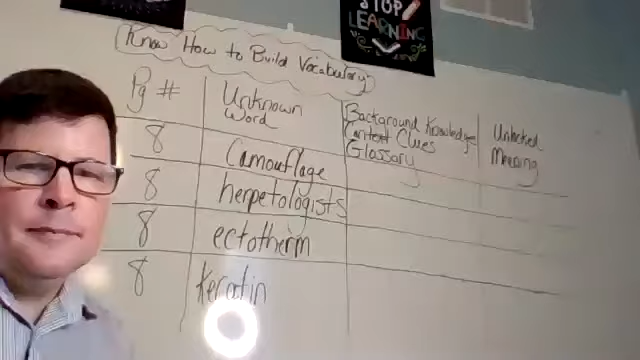 STOP
LEARNING
Know How to Build Vocabulary
Pg #
Unknown
Word
Background Knowledge
Context Clues
Glossary
Unlocked
Meaning
8
Camouflage
8
herpetologists
8
ectotherm
8
Keratin